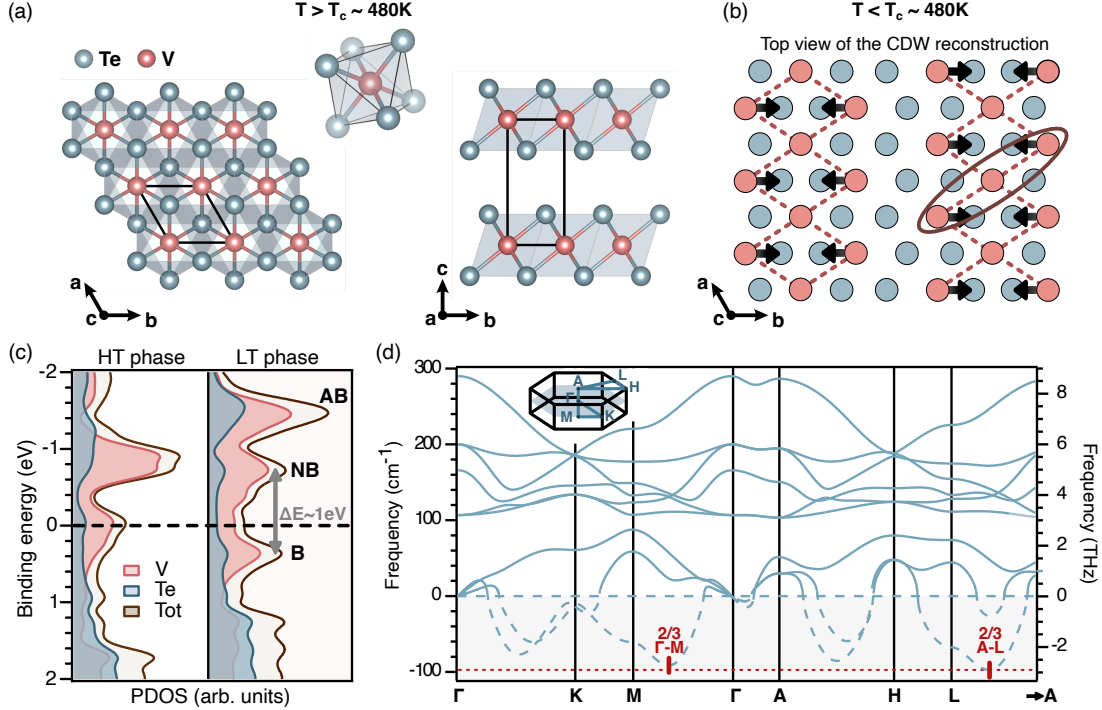 (a)
T > Tc ~ 480K
Te V
a
c b
c
a b
(b)
T < Tc ~ 480K
Top view of the CDW reconstruction
a
c b
(c)
HT phase LT phase
-2
-1
0
1
2
Binding energy (eV)
AB
NB
ΔE~1eV
B
V
Te
Tot
PDOS (arb. units)
(d)
300
200
100
0
-100
Frequency (cm-1)
A L
H
Γ
M K
2/3
Γ-M
2/3
A-L
8
6
4
2
0
-2
Frequency (THz)
Γ K M Γ A H L →A